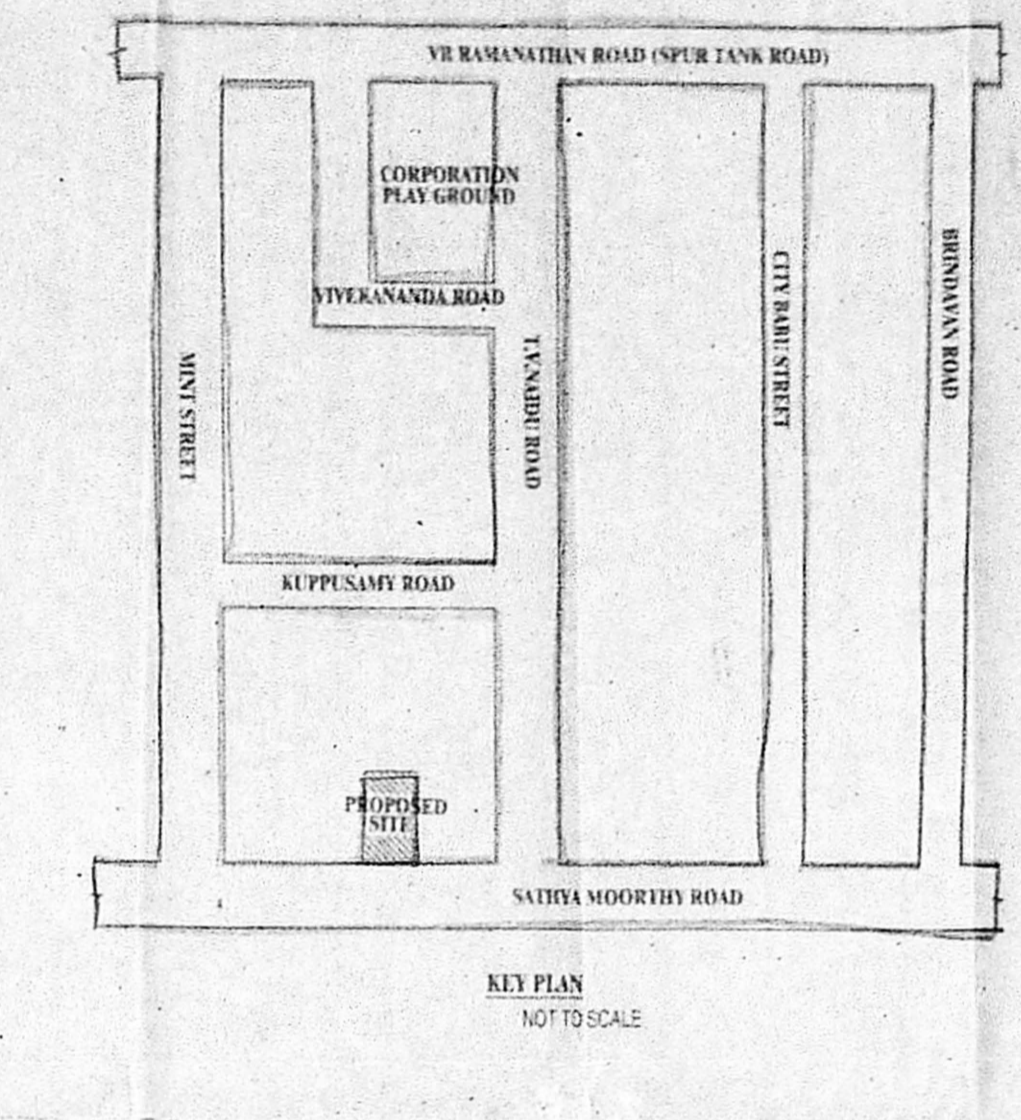 VR RAMANATHAN ROAD (SPUR TANK ROAD)
CORPORATION
PLAY GROUND
VIVEKANANDA ROAD
MINT STREET
T.V.NAIDU ROAD
CITY BABU STREET
BRINDAVAN ROAD
KUPPUSAMY ROAD
PROPOSED
SITE
SATHYA MOORTHY ROAD
KEY PLAN
NOT TO SCALE